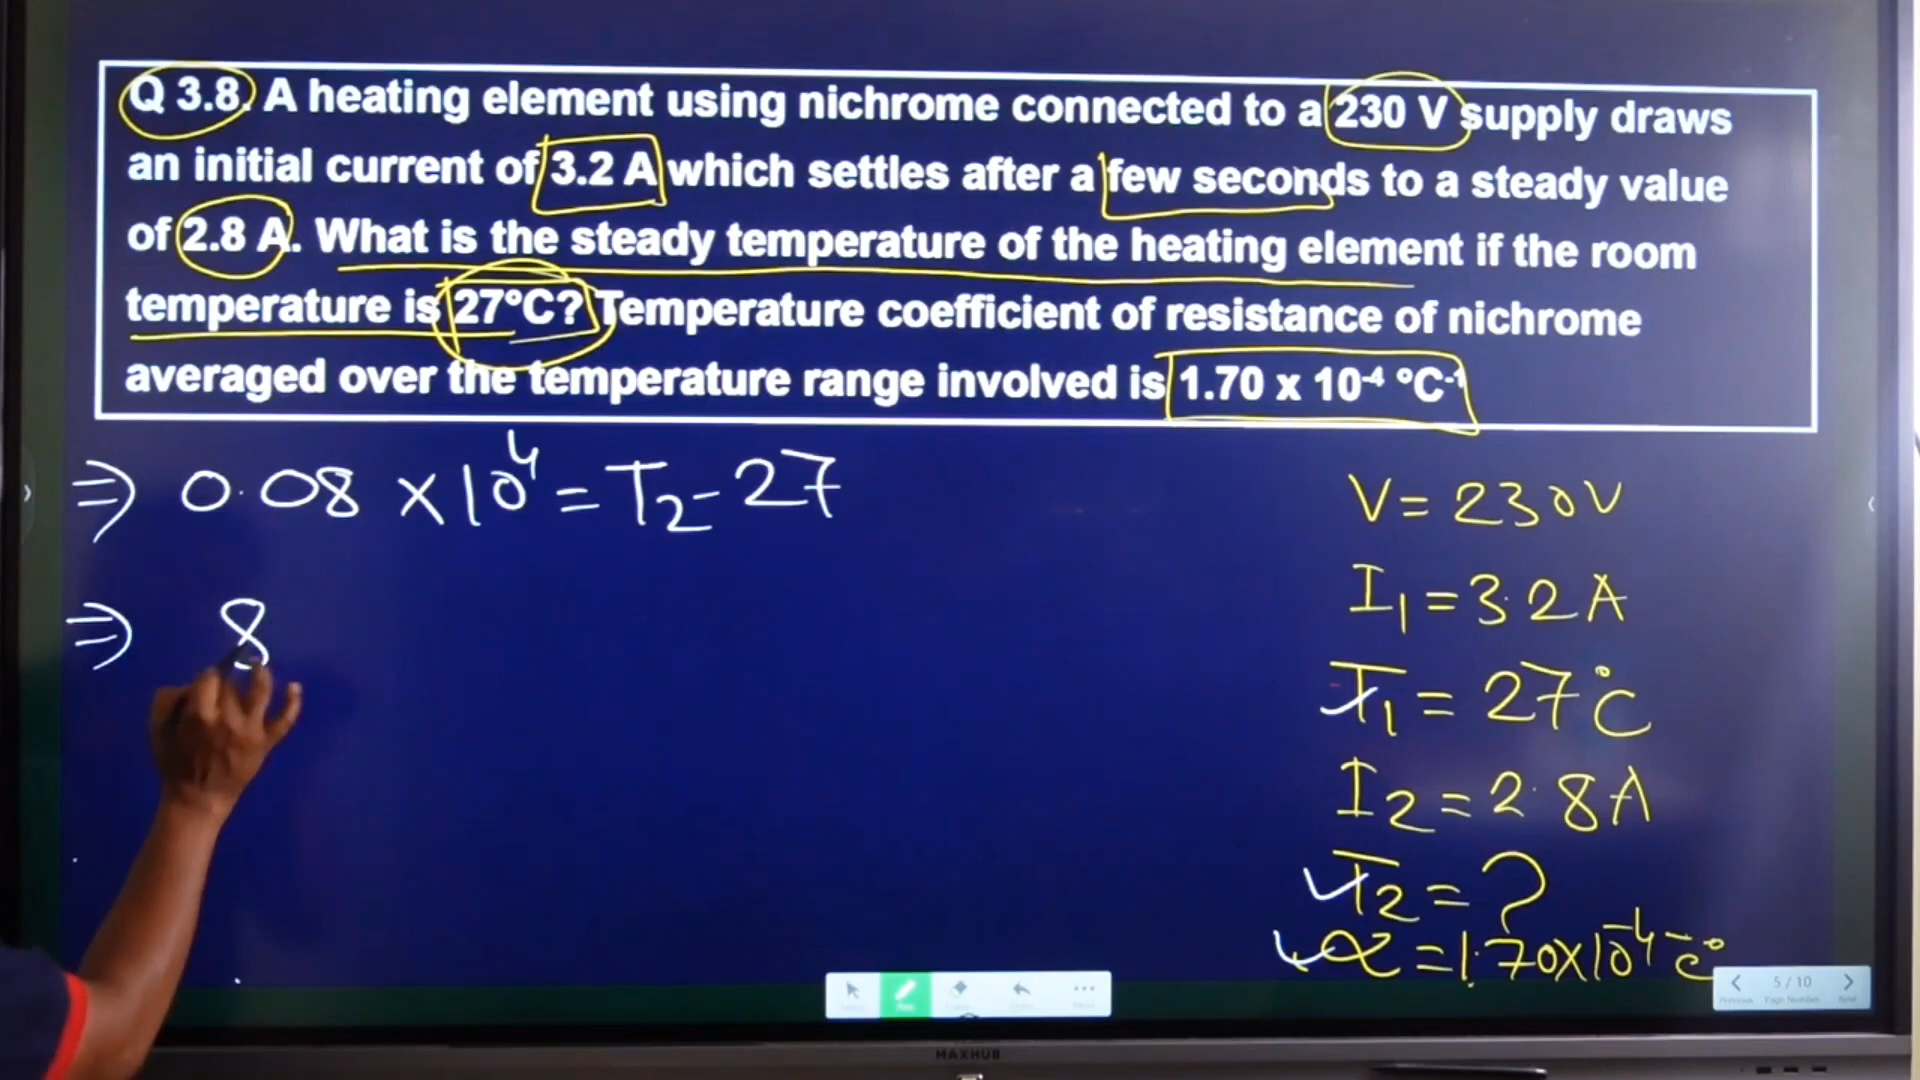 Q 3.8. A heating element using nichrome connected to a 230 V supply draws
an initial current of 3.2 A which settles after a few seconds to a steady value
of 2.8 A. What is the steady temperature of the heating element if the room
temperature is 27°C? Temperature coefficient of resistance of nichrome
averaged over the temperature range involved is 1.70 x 10⁻⁴ °C⁻¹
⇒ 0.08 × 10⁴ = T₂ - 27
⇒ 8
V = 230V
I₁ = 3.2 A
T₁ = 27°C
I₂ = 2.8A
T₂ = ?
α = 1.70×10⁻⁴
5 / 10
Page Number
MAXHUB